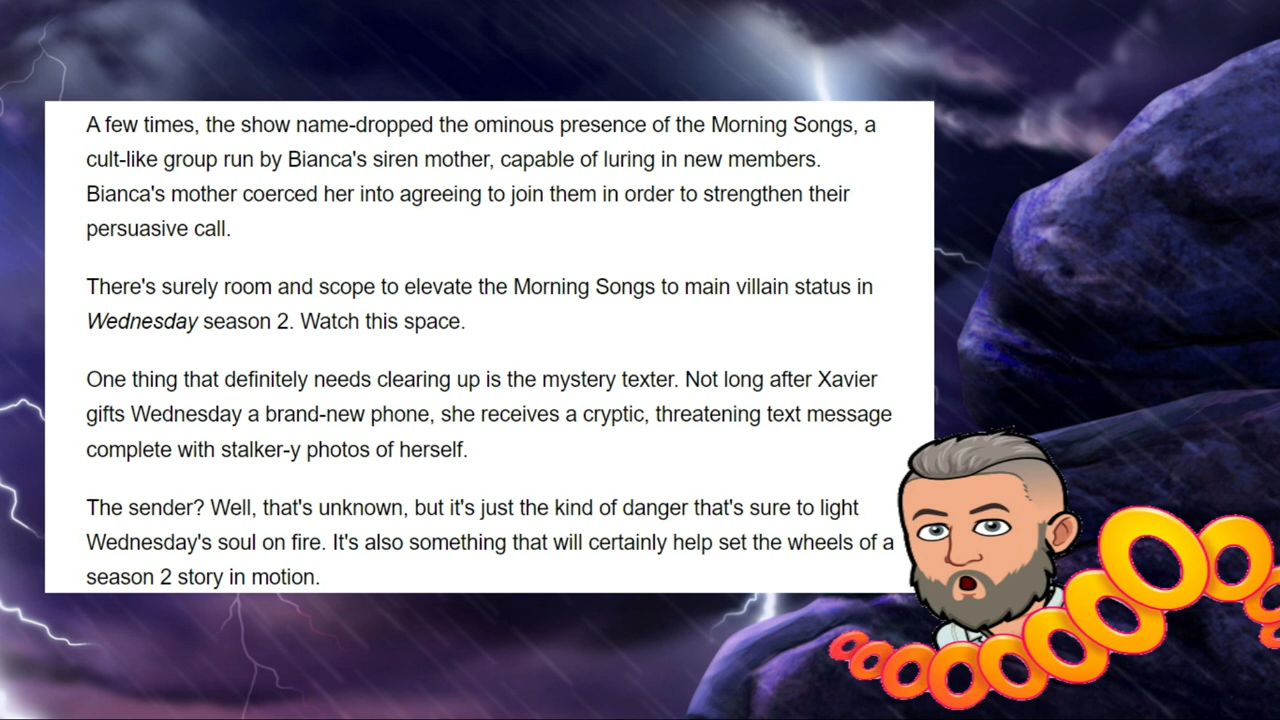 A few times, the show name-dropped the ominous presence of the Morning Songs, a
cult-like group run by Bianca's siren mother, capable of luring in new members.
Bianca's mother coerced her into agreeing to join them in order to strengthen their
persuasive call.
There's surely room and scope to elevate the Morning Songs to main villain status in
Wednesday season 2. Watch this space.
One thing that definitely needs clearing up is the mystery texter. Not long after Xavier
gifts Wednesday a brand-new phone, she receives a cryptic, threatening text message
complete with stalker-y photos of herself.
The sender? Well, that's unknown, but it's just the kind of danger that's sure to light
Wednesday's soul on fire. It's also something that will certainly help set the wheels of a
season 2 story in motion.
OOOOOOOOOO